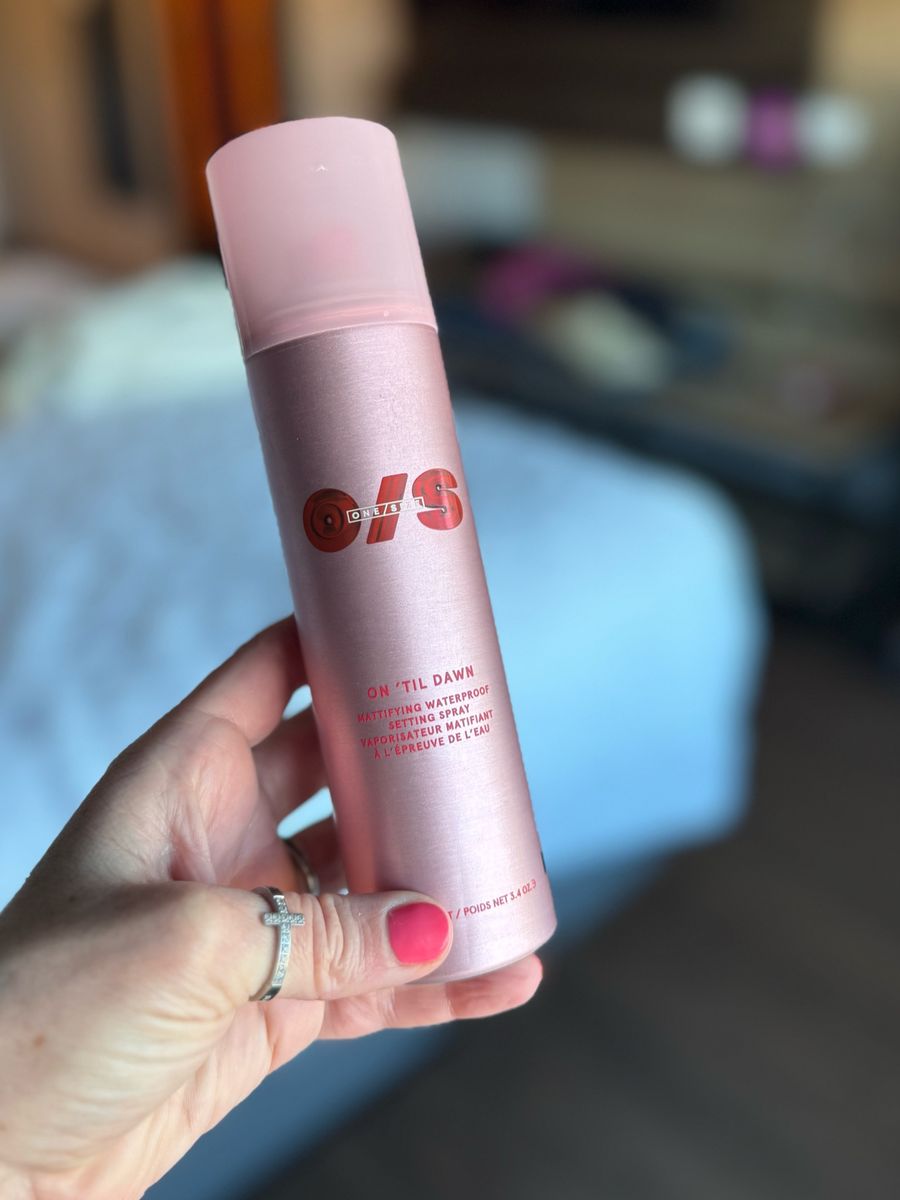 O/S
ONE/SIZE
ON 'TIL DAWN
MATTIFYING WATERPROOF
SETTING SPRAY
VAPORISATEUR MATIFIANT
À L'ÉPREUVE DE L'EAU
/ POIDS NET 3.4 OZ.